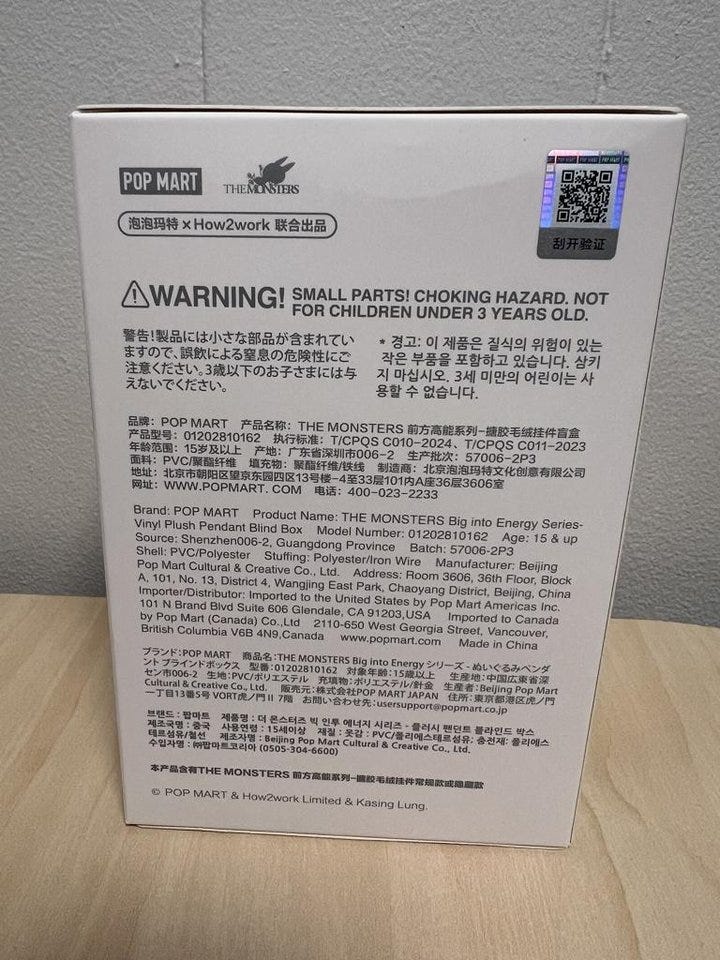 POP MART
THE MONSTERS
泡泡玛特 × How2work 联合出品
POP MART POP MART POP MART
刮开验证
WARNING! SMALL PARTS! CHOKING HAZARD. NOT
FOR CHILDREN UNDER 3 YEARS OLD.
警告!製品には小さな部品が含まれてい
ますので、誤飲による窒息の危険性にご
注意ください。3歳以下のお子さまには与
えないでください。
* 경고: 이 제품은 질식의 위험이 있는
작은 부품을 포함하고 있습니다. 삼키
지 마십시오. 3세 미만의 어린이는 사
용할 수 없습니다.
品牌: POP MART 产品名称: THE MONSTERS 前方高能系列-搪胶毛绒挂件盲盒
产品型号: 01202810162 执行标准: T/CPQS C010-2024、T/CPQS C011-2023
年龄范围: 15岁及以上 产地: 广东省深圳市006-2 生产批次: 57006-2P3
面料: PVC/聚酯纤维 填充物: 聚酯纤维/铁线 制造商: 北京泡泡玛特文化创意有限公司
地址: 北京市朝阳区望京东园四区13号楼-4至33层101内A座36层3606室
网址: WWW.POPMART.COM 电话: 400-023-2233
Brand: POP MART Product Name: THE MONSTERS Big into Energy Series-
Vinyl Plush Pendant Blind Box Model Number: 01202810162 Age: 15 & up
Source: Shenzhen006-2, Guangdong Province Batch: 57006-2P3
Shell: PVC/Polyester Stuffing: Polyester/Iron Wire Manufacturer: Beijing
Pop Mart Cultural & Creative Co., Ltd. Address: Room 3606, 36th Floor, Block
A, 101, No. 13, District 4, Wangjing East Park, Chaoyang District, Beijing, China
Importer/Distributor: Imported to the United States by Pop Mart Americas Inc.
101 N Brand Blvd Suite 606 Glendale, CA 91203,USA Imported to Canada
by Pop Mart (Canada) Co.,Ltd 2110-650 West Georgia Street, Vancouver,
British Columbia V6B 4N9,Canada www.popmart.com Made in China
ブランド: POP MART 商品名: THE MONSTERS Big into Energy シリーズ - ぬいぐるみペンダ
ント ブラインドボックス 型番: 01202810162 対象年齢: 15歳以上 生産地: 中国広東省深
セン市006-2 生地: PVC/ポリエステル 充填物: ポリエステル/針金 生産者: Beijing Pop Mart
Cultural & Creative Co., Ltd. 販売元: 株式会社POP MART JAPAN 住所: 東京都港区虎ノ門
一丁目13番5号 VORT虎ノ門Ⅱ 7階 お問い合わせ先: usersupport@popmart.co.jp
브랜드 : 팝마트 제품명 : 더 몬스터즈 빅 인투 에너지 시리즈 - 플러시 팬던트 블라인드 박스
제조국명 : 중국 사용연령 : 15세이상 재질 : 옷감 : PVC/폴리에스테르섬유; 충전재: 폴리에스
테르섬유/철선 제조자명 : Beijing Pop Mart Cultural & Creative Co., Ltd.
수입자명 : ㈜팝마트코리아 (0505-304-6600)
本产品含有THE MONSTERS 前方高能系列-搪胶毛绒挂件常规款或隐藏款
© POP MART & How2work Limited & Kasing Lung.